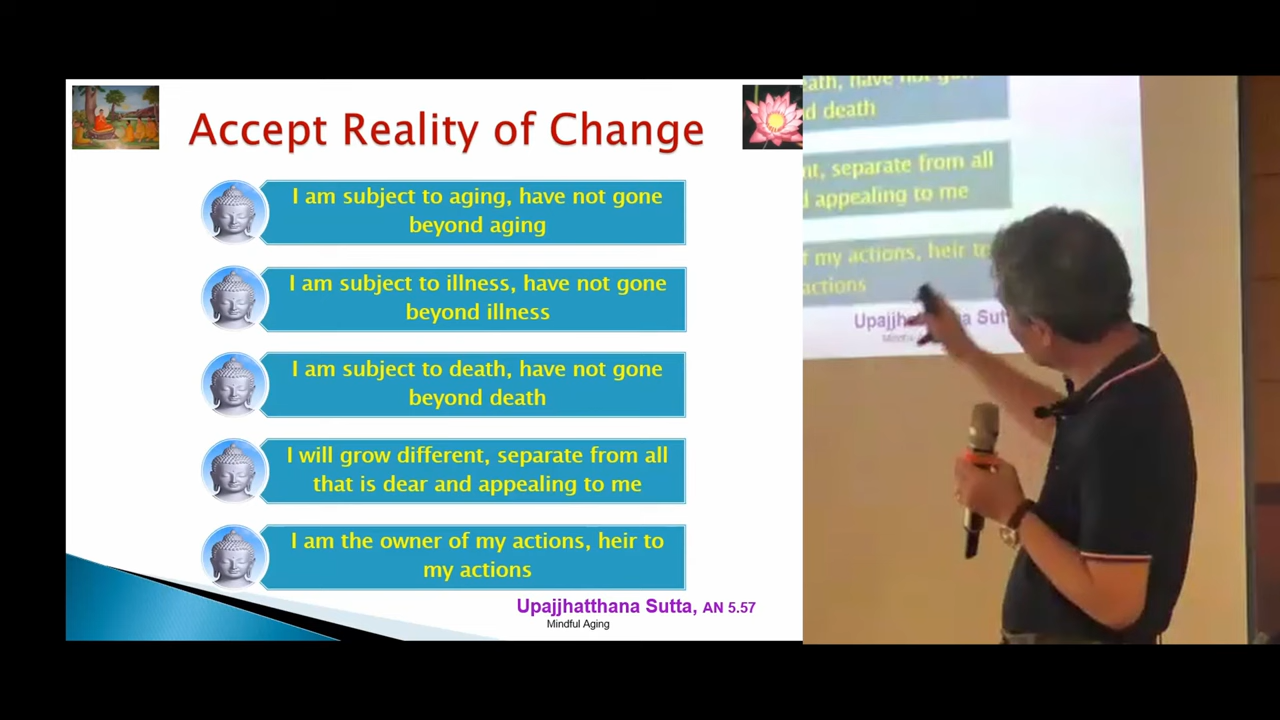 Accept Reality of Change
I am subject to aging, have not gone
beyond aging
I am subject to illness, have not gone
beyond illness
I am subject to death, have not gone
beyond death
I will grow different, separate from all
that is dear and appealing to me
I am the owner of my actions, heir to
my actions
Upajjhatthana Sutta, AN 5.57
Mindful Aging
death
separate from all
appealing to me
my actions, heir to
actions